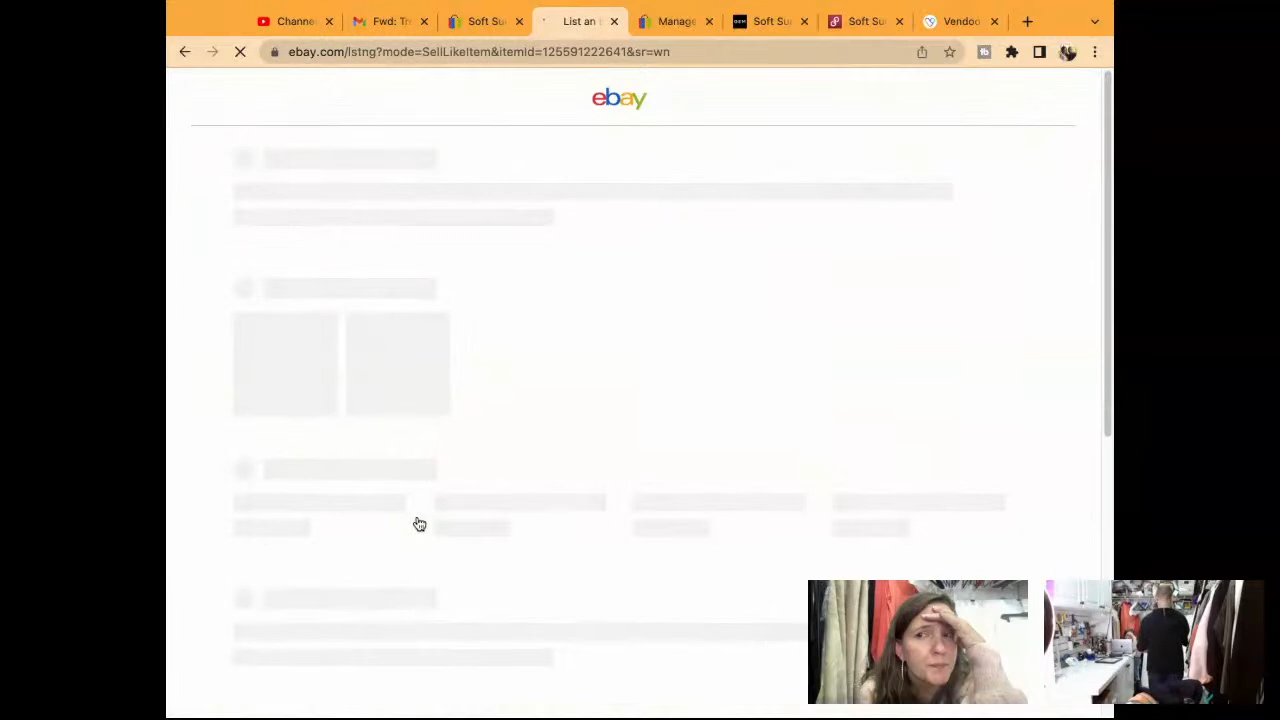 Channe
Fwd: Tr
Soft Su
List an
Manage
Soft Su
Soft Su
Vendoo
ebay.com/lstng?mode=SellLikeItem&itemId=125591222641&sr=wn
ebay